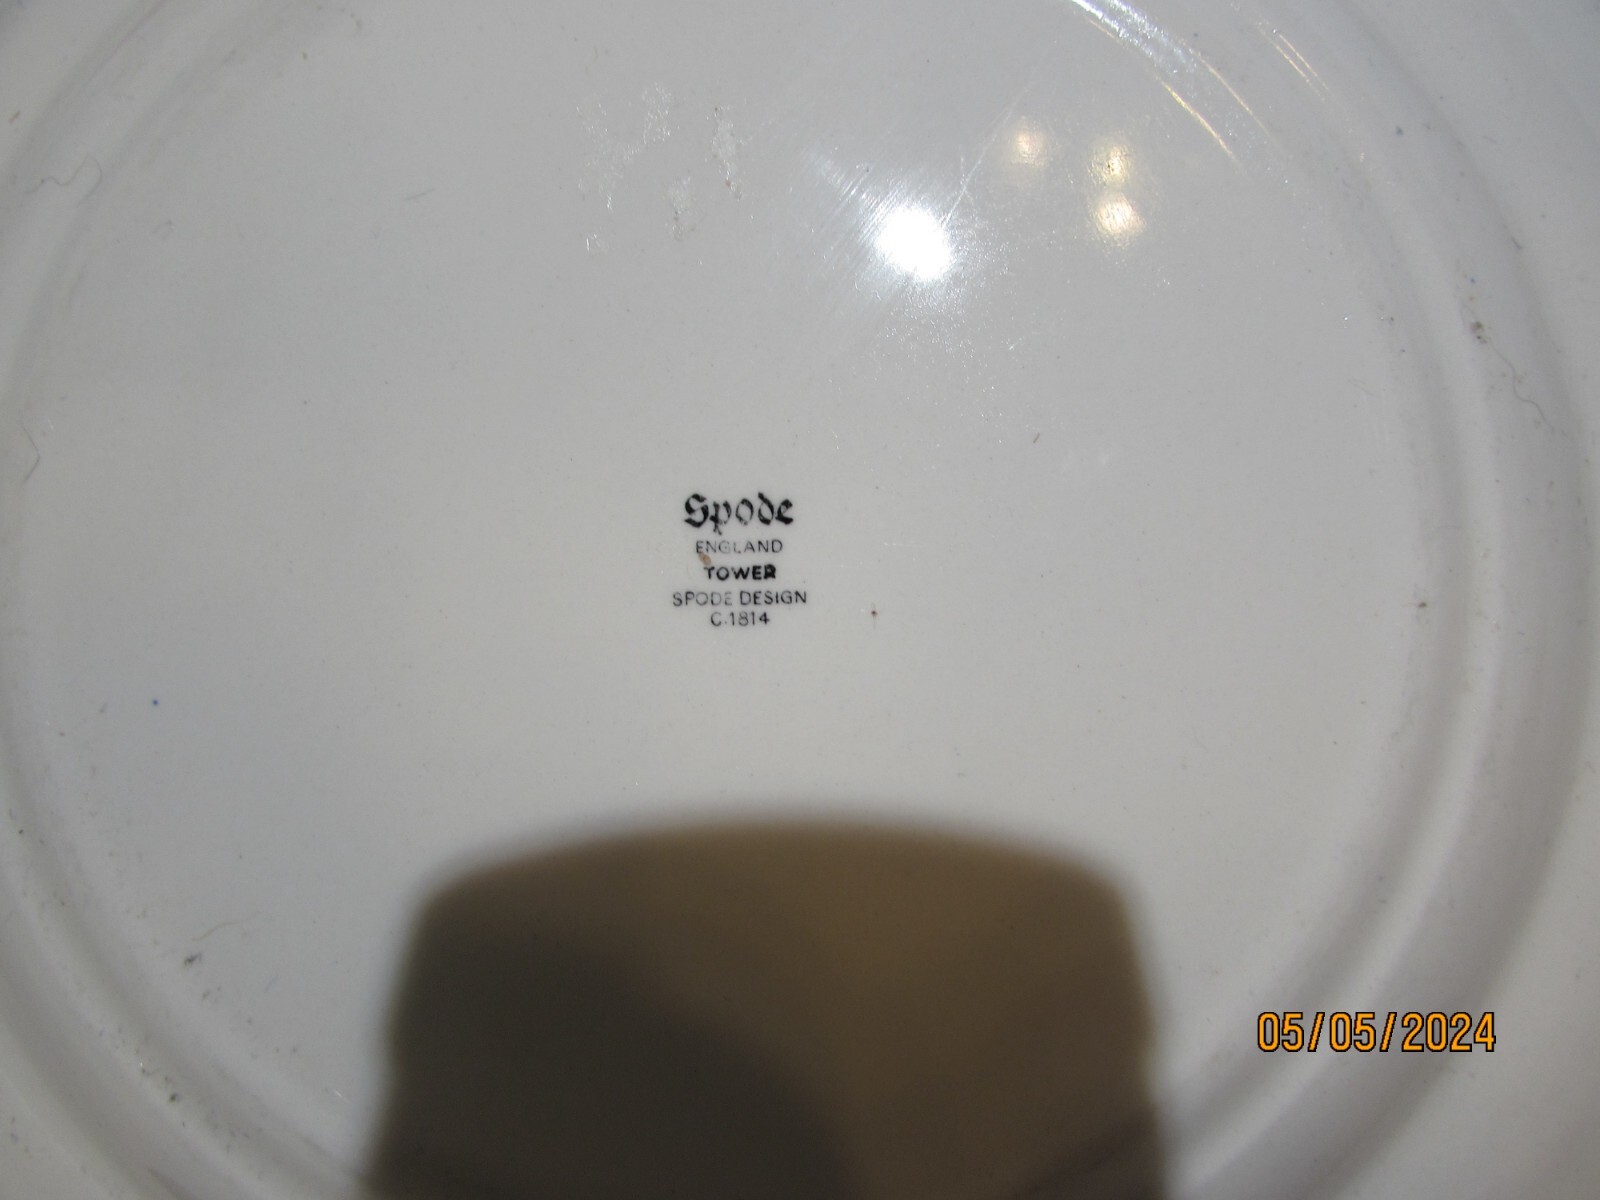 Spode
ENGLAND
TOWER
SPODE DESIGN
C.1814
05/05/2024